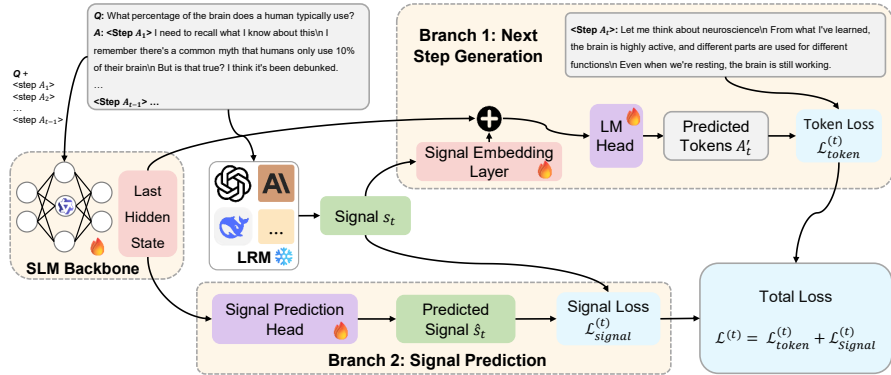 Q: What percentage of the brain does a human typically use?
A: <Step A₁> I need to recall what I know about this\n I
remember there's a common myth that humans only use 10%
of their brain\n But is that true? I think it's been debunked.
…
<Step Aₜ₋₁> …
Q +
<step A₁>
<step A₂>
…
<step Aₜ₋₁>
Branch 1: Next
Step Generation
<Step Aₜ>: Let me think about neuroscience\n From what I've learned,
the brain is highly active, and different parts are used for different
functions\n Even when we're resting, the brain is still working.
Signal Embedding
Layer
LM
Head
Predicted
Tokens A′ₜ
Token Loss
ℒ_{token}^{(t)}
Last
Hidden
State
SLM Backbone
A\
...
LRM
Signal sₜ
Signal Prediction
Head
Predicted
Signal ŝₜ
Signal Loss
ℒ_{signal}^{(t)}
Branch 2: Signal Prediction
Total Loss
ℒ^{(t)} = ℒ_{token}^{(t)} + ℒ_{Signal}^{(t)}